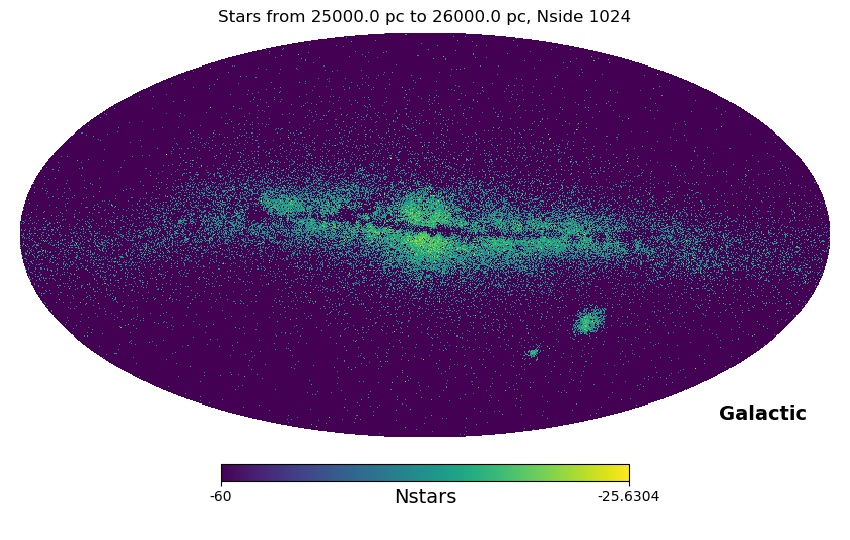 Stars from 25000.0 pc to 26000.0 pc, Nside 1024
Galactic
-60
Nstars
-25.6304